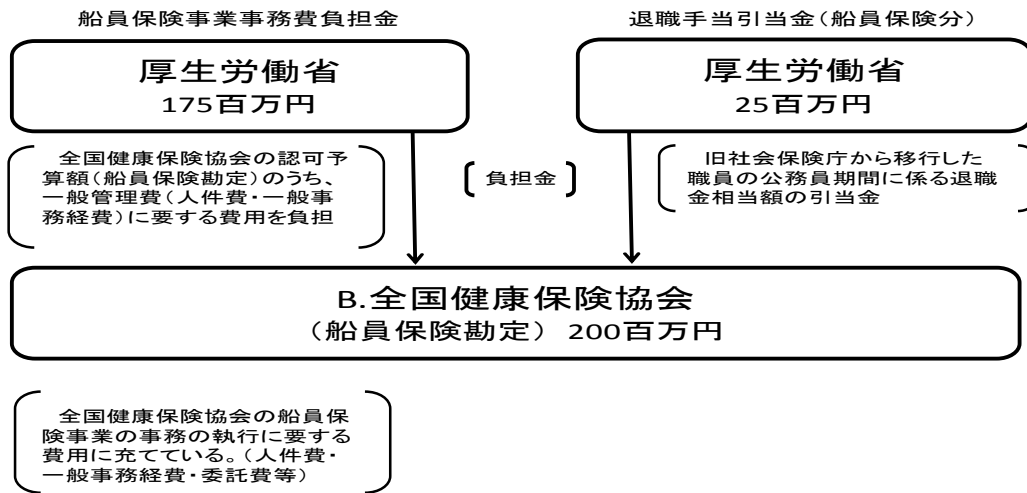 船員保険事業事務費負担金
退職手当引当金(船員保険分)
厚生労働省
175百万円
厚生労働省
25百万円
全国健康保険協会の認可予
算額(船員保険勘定)のうち、
一般管理費(人件費・一般事
務経費)に要する費用を負担
負担金
旧社会保険庁から移行した
職員の公務員期間に係る退職
金相当額の引当金
B.全国健康保険協会
(船員保険勘定) 200百万円
全国健康保険協会の船員保
険事業の事務の執行に要する
費用に充てている。(人件費・
一般事務経費・委託費等)